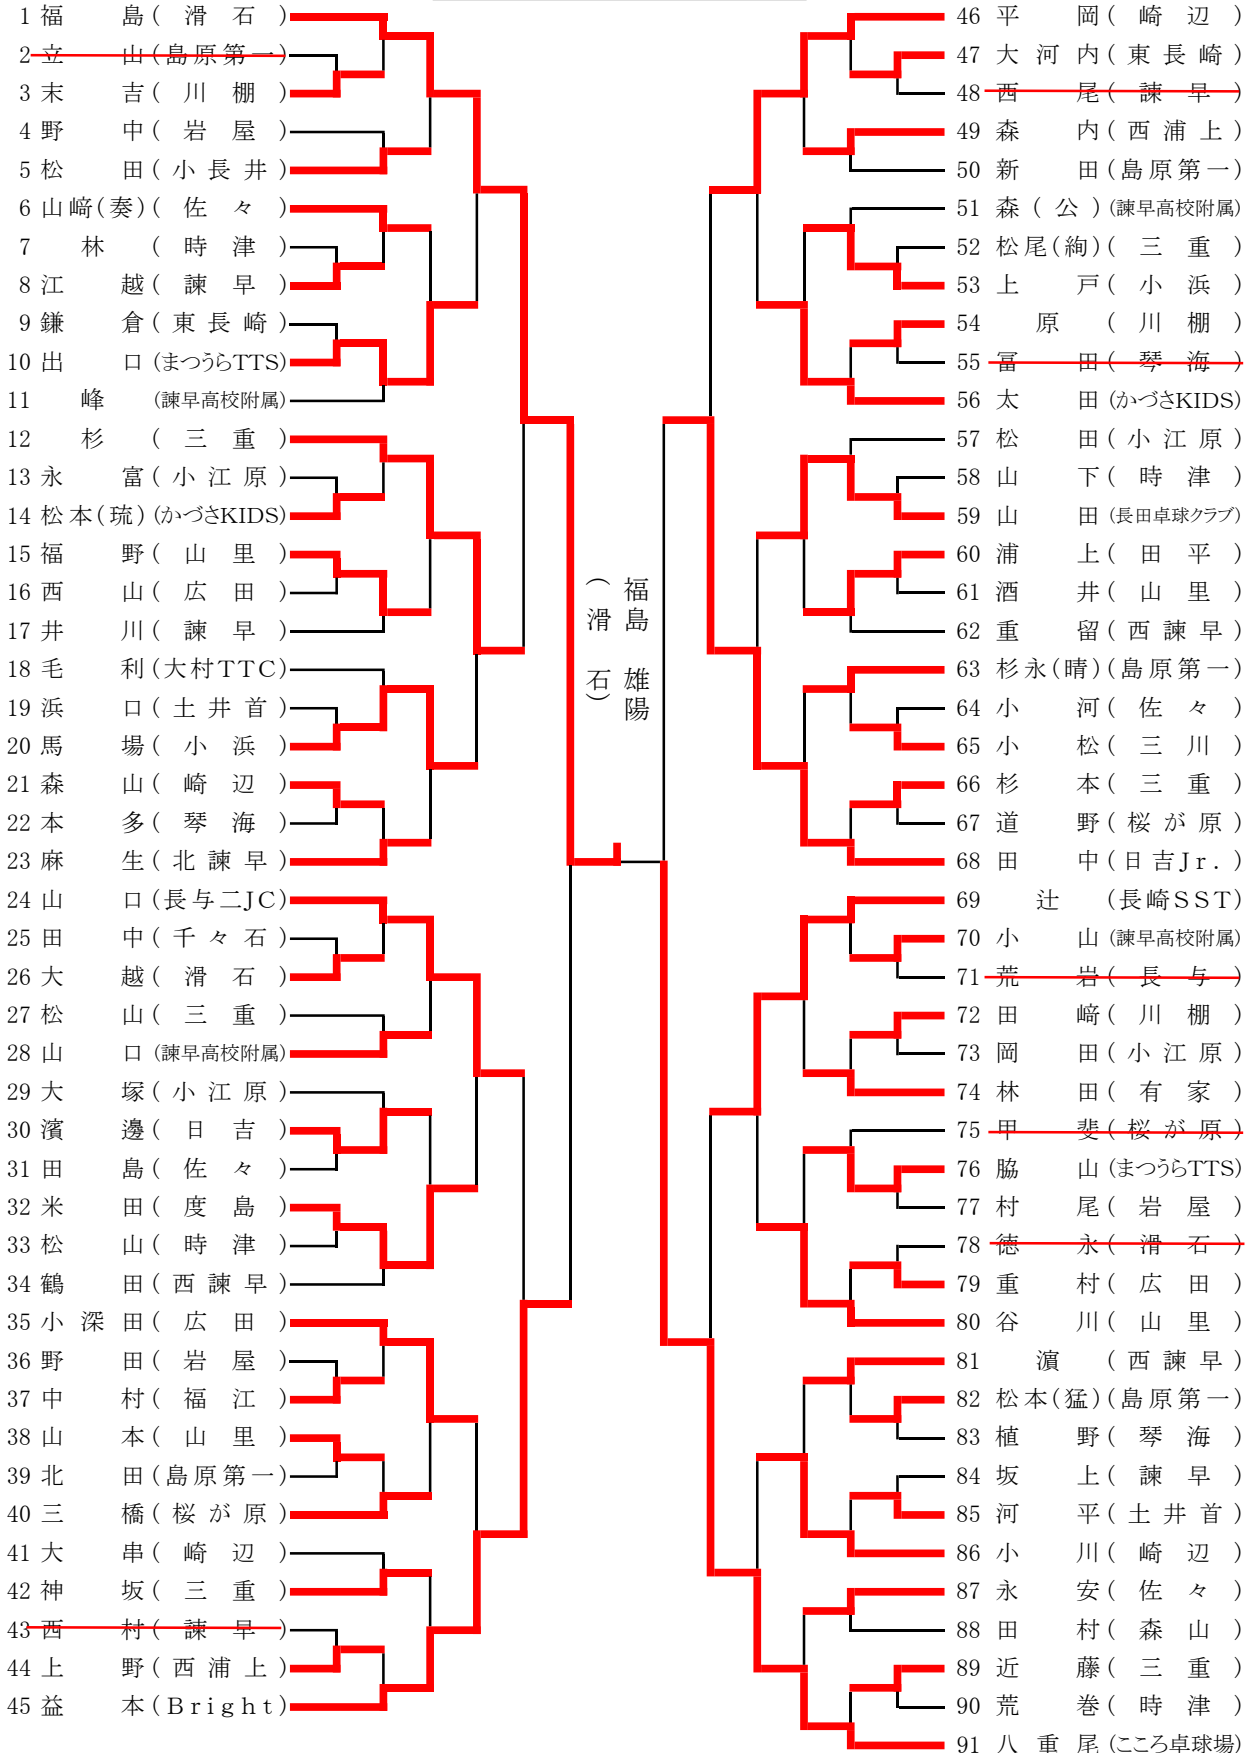 1 福島(滑石)
2 立山(島原第一)
3 末吉(川棚)
4 野中(岩屋)
5 松田(小長井)
6 山﨑(奏)(佐々)
7 林(時津)
8 江越(諫早)
9 鎌倉(東長崎)
10 出口(まつうらTTS)
11 峰(諫早高校附属)
12 杉(三重)
13 永富(小江原)
14 松本(琉)(かづさKIDS)
15 福野(山里)
16 西山(広田)
17 井川(諫早)
18 毛利(大村TTC)
19 浜口(土井首)
20 馬場(小浜)
21 森山(崎辺)
22 本多(琴海)
23 麻生(北諫早)
24 山口(長与二JC)
25 田中(千々石)
26 大越(滑石)
27 松山(三重)
28 山口(諫早高校附属)
29 大塚(小江原)
30 濱邊(日吉)
31 田島(佐々)
32 米田(度島)
33 松山(時津)
34 鶴田(西諫早)
35 小深田(広田)
36 野田(岩屋)
37 中村(福江)
38 山本(山里)
39 北田(島原第一)
40 三橋(桜が原)
41 大串(崎辺)
42 神坂(三重)
43 西村(諫早)
44 上野(西浦上)
45 益本(Bright)
福島 雄陽
(滑石)
46 平岡(崎辺)
47 大河内(東長崎)
48 西尾(諫早)
49 森内(西浦上)
50 新田(島原第一)
51 森(公)(諫早高校附属)
52 松尾(絢)(三重)
53 上戸(小浜)
54 原(川棚)
55 冨田(琴海)
56 太田(かづさKIDS)
57 松田(小江原)
58 山下(時津)
59 山田(長田卓球クラブ)
60 浦上(田平)
61 酒井(山里)
62 重留(西諫早)
63 杉永(晴)(島原第一)
64 小河(佐々)
65 小松(三川)
66 杉本(三重)
67 道野(桜が原)
68 田中(日吉Jr.)
69 辻(長崎SST)
70 小山(諫早高校附属)
71 荒岩(長与)
72 田﨑(川棚)
73 岡田(小江原)
74 林田(有家)
75 甲斐(桜が原)
76 脇山(まつうらTTS)
77 村尾(岩屋)
78 徳永(滑石)
79 重村(広田)
80 谷川(山里)
81 濵(西諫早)
82 松本(猛)(島原第一)
83 植野(琴海)
84 坂上(諫早)
85 河平(土井首)
86 小川(崎辺)
87 永安(佐々)
88 田村(森山)
89 近藤(三重)
90 荒巻(時津)
91 八重尾(こころ卓球場)